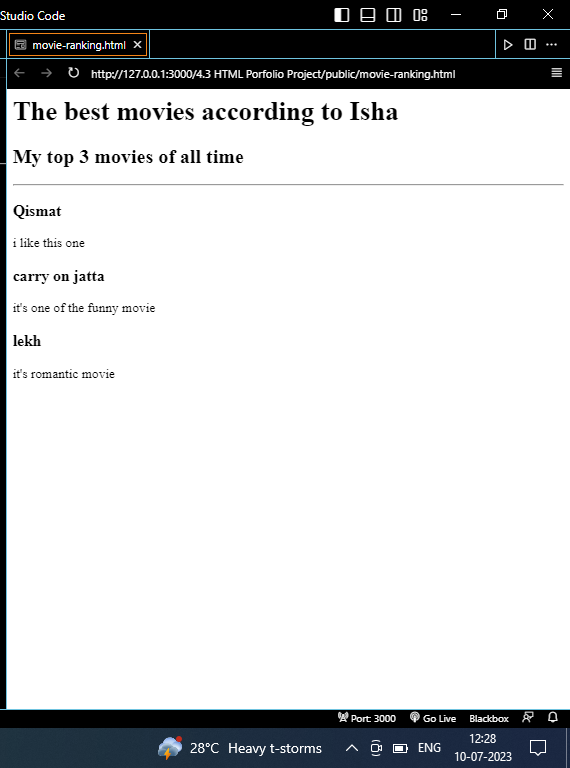 Studio Code
movie-ranking.html
http://127.0.0.1:3000/4.3 HTML Porfolio Project/public/movie-ranking.html
The best movies according to Isha
My top 3 movies of all time
Qismat
i like this one
carry on jatta
it's one of the funny movie
lekh
it's romantic movie
Port: 3000 Go Live Blackbox
28°C Heavy t-storms ENG 12:28
10-07-2023